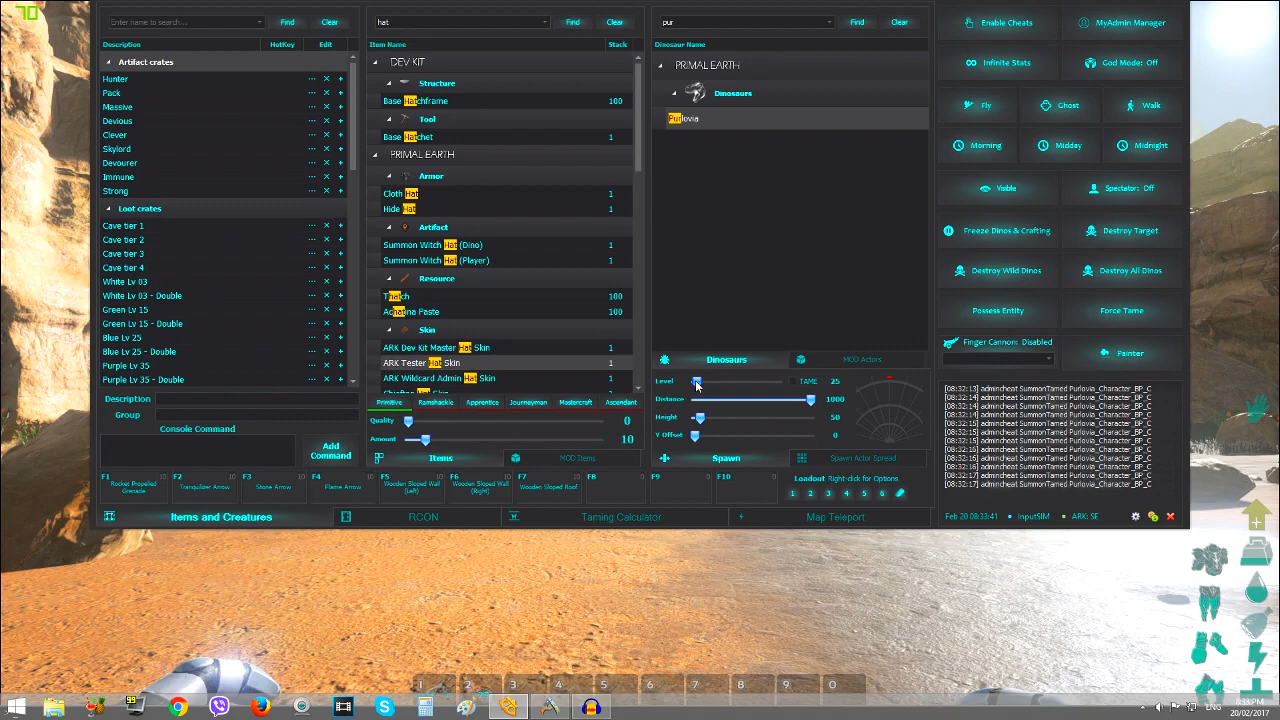 70
Enter name to search... Find Clear
Description HotKey Edit
Artifact crates
Hunter
Pack
Massive
Devious
Clever
Skylord
Devourer
Immune
Strong
Loot crates
Cave tier 1
Cave tier 2
Cave tier 3
Cave tier 4
White Lv 03
White Lv 03 - Double
Green Lv 15
Green Lv 15 - Double
Blue Lv 25
Blue Lv 25 - Double
Purple Lv 35
Purple Lv 35 - Double
Description
Group
Console Command
Add
Command
hat Find Clear
Item Name Stack
DEV KIT
Structure
Base Hatchframe 100
Tool
Base Hatchet 1
PRIMAL EARTH
Armor
Cloth Hat 1
Hide Hat 1
Artifact
Summon Witch Hat (Dino) 1
Summon Witch Hat (Player) 1
Resource
Thatch 100
Achatina Paste 100
Skin
ARK Dev Kit Master Hat Skin 1
ARK Tester Hat Skin 1
ARK Wildcard Admin Hat Skin 1
Primitive Ramshackle Apprentice Journeyman Mastercraft Ascendant
Quality 0
Amount 10
Items MOD Items
pur Find Clear
Dinosaur Name
PRIMAL EARTH
Dinosaurs
Purlovia
Dinosaurs MOD Actors
Level TAME 25
Distance 1000
Height 50
Y Offset 0
Spawn Spawn Actor Spread
F1 0 F2 0 F3 0 F4 0 F5 0 F6 0 F7 0 F8 0 F9 0 F10 0
Rocket Propelled
Grenade
Tranquilizer Arrow
Stone Arrow
Flame Arrow
Wooden Sloped Wall
(Left)
Wooden Sloped Wall
(Right)
Wooden Sloped Roof
Loadout Right-click for Options
1 2 3 4 5 6
Items and Creatures RCON Taming Calculator Map Teleport
Enable Cheats MyAdmin Manager
Infinite Stats God Mode: Off
Fly Ghost Walk
Morning Midday Midnight
Visible Spectator: Off
Freeze Dinos & Crafting Destroy Target
Destroy Wild Dinos Destroy All Dinos
Possess Entity Force Tame
Finger Cannon: Disabled
Painter
[08:32:13] admincheat SummonTamed Purlovia_Character_BP_C
[08:32:14] admincheat SummonTamed Purlovia_Character_BP_C
[08:32:14] admincheat SummonTamed Purlovia_Character_BP_C
[08:32:15] admincheat SummonTamed Purlovia_Character_BP_C
[08:32:15] admincheat SummonTamed Purlovia_Character_BP_C
[08:32:15] admincheat SummonTamed Purlovia_Character_BP_C
[08:32:16] admincheat SummonTamed Purlovia_Character_BP_C
[08:32:16] admincheat SummonTamed Purlovia_Character_BP_C
[08:32:16] admincheat SummonTamed Purlovia_Character_BP_C
[08:32:17] admincheat SummonTamed Purlovia_Character_BP_C
Feb 20 08:33:41 InputSIM ARK: SE
1 2 3 4 5 6 7 8 9 0
99
ENG
8:33 PM
20/02/2017